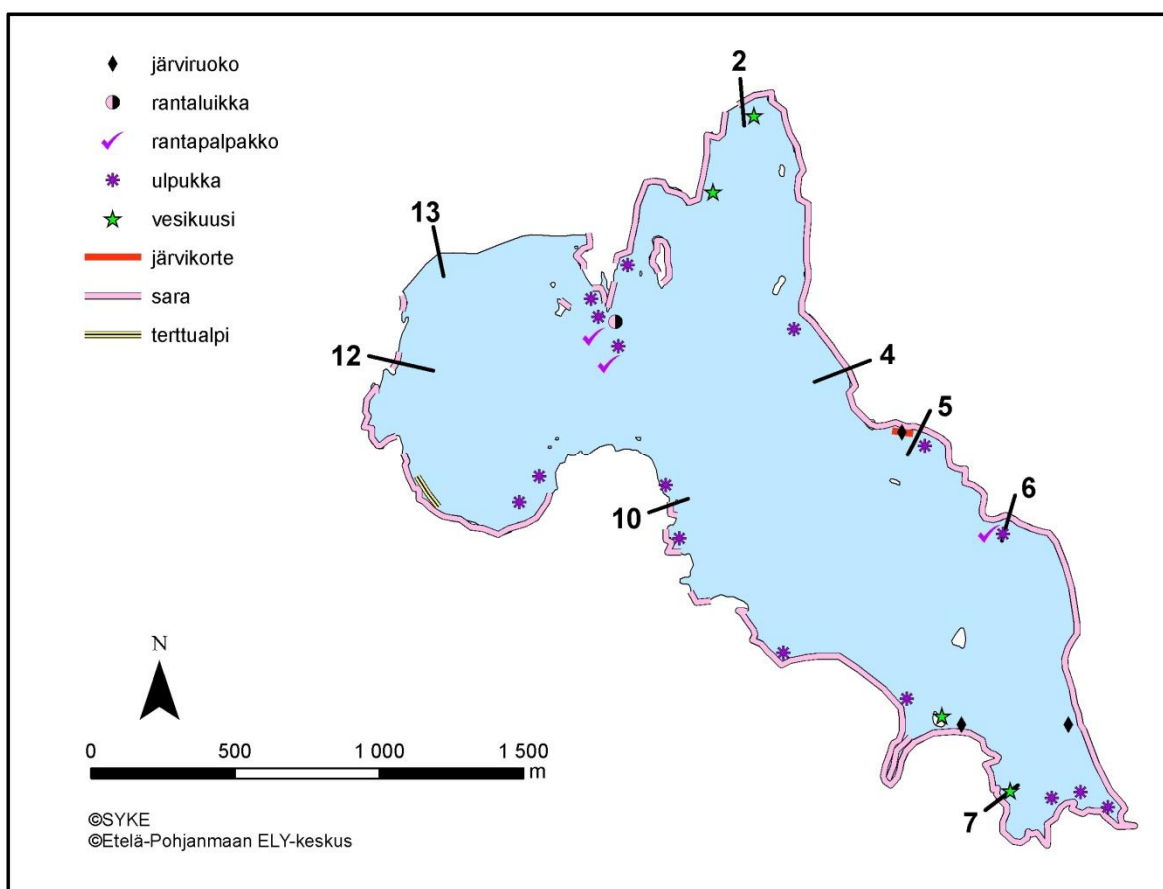 järviruoko
rantaluikka
rantapalpakko
ulpukka
vesikuusi
järvikorte
sara
terttualpi
2
13
12
4
5
6
10
7
N
0 500 1 000 1 500
m
©SYKE
©Etelä-Pohjanmaan ELY-keskus